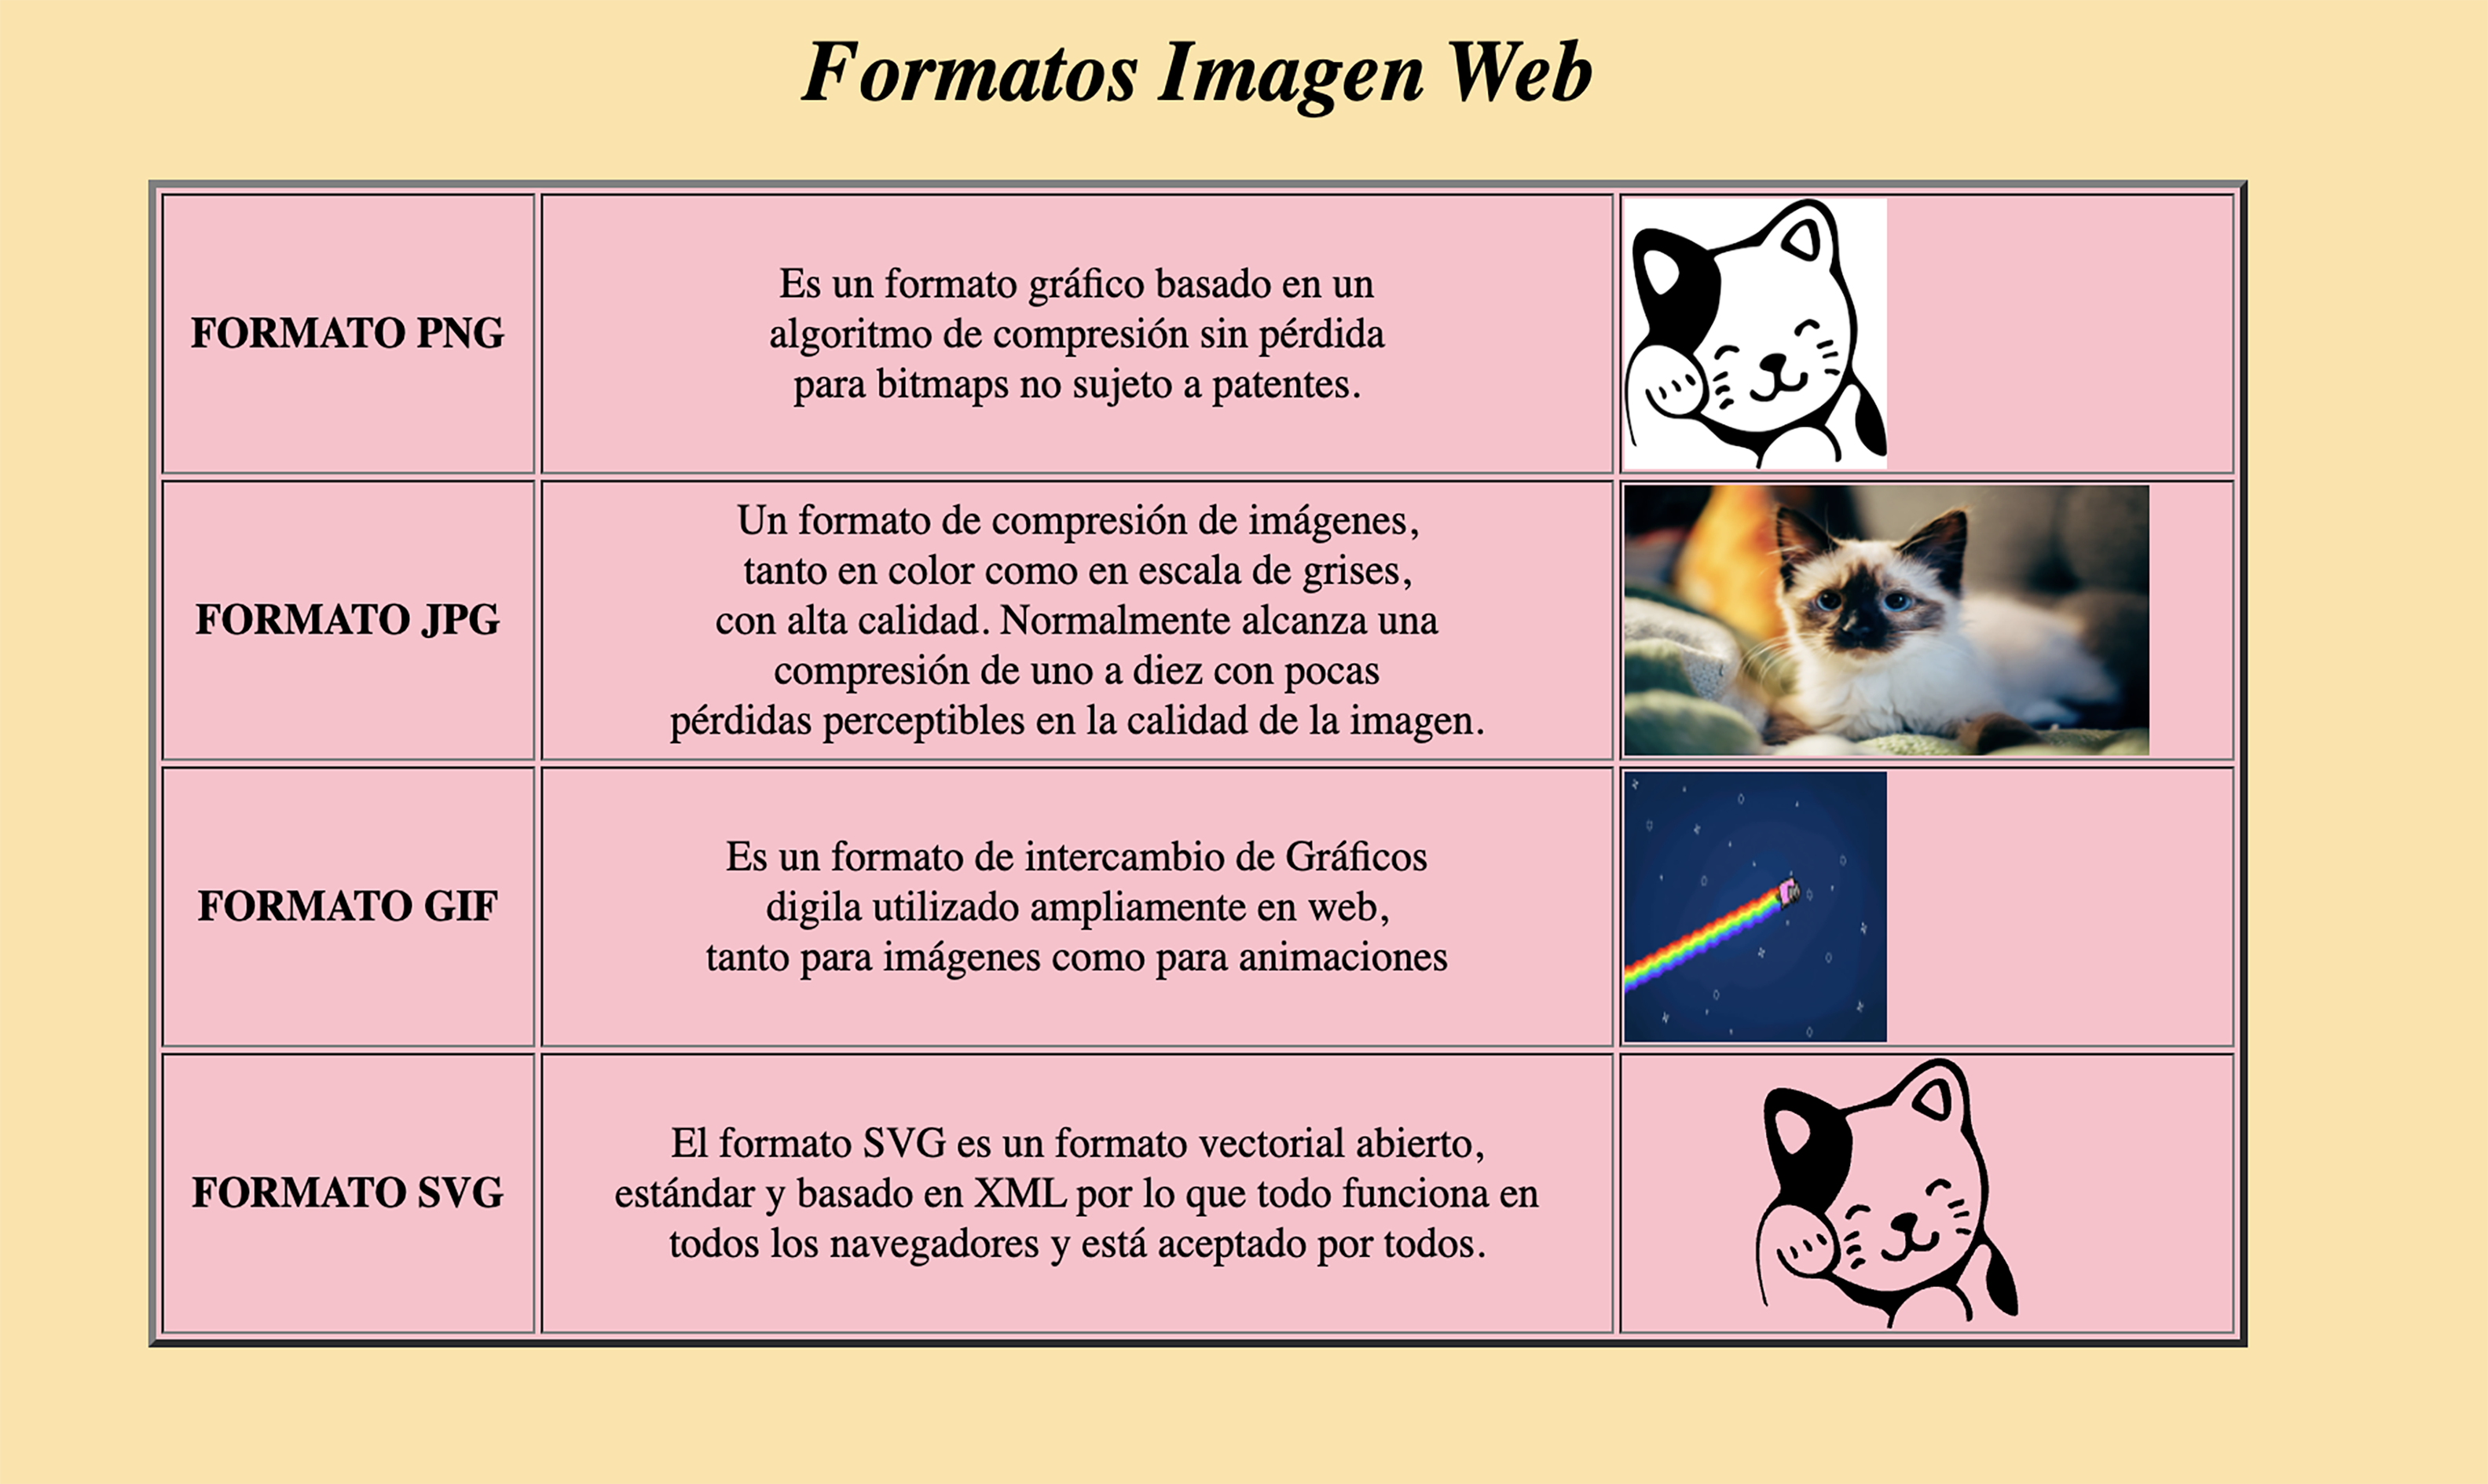 Formatos Imagen Web
FORMATO PNG
Es un formato gráfico basado en un
algoritmo de compresión sin pérdida
para bitmaps no sujeto a patentes.
FORMATO JPG
Un formato de compresión de imágenes,
tanto en color como en escala de grises,
con alta calidad. Normalmente alcanza una
compresión de uno a diez con pocas
pérdidas perceptibles en la calidad de la imagen.
FORMATO GIF
Es un formato de intercambio de Gráficos
digila utilizado ampliamente en web,
tanto para imágenes como para animaciones
FORMATO SVG
El formato SVG es un formato vectorial abierto,
estándar y basado en XML por lo que todo funciona en
todos los navegadores y está aceptado por todos.